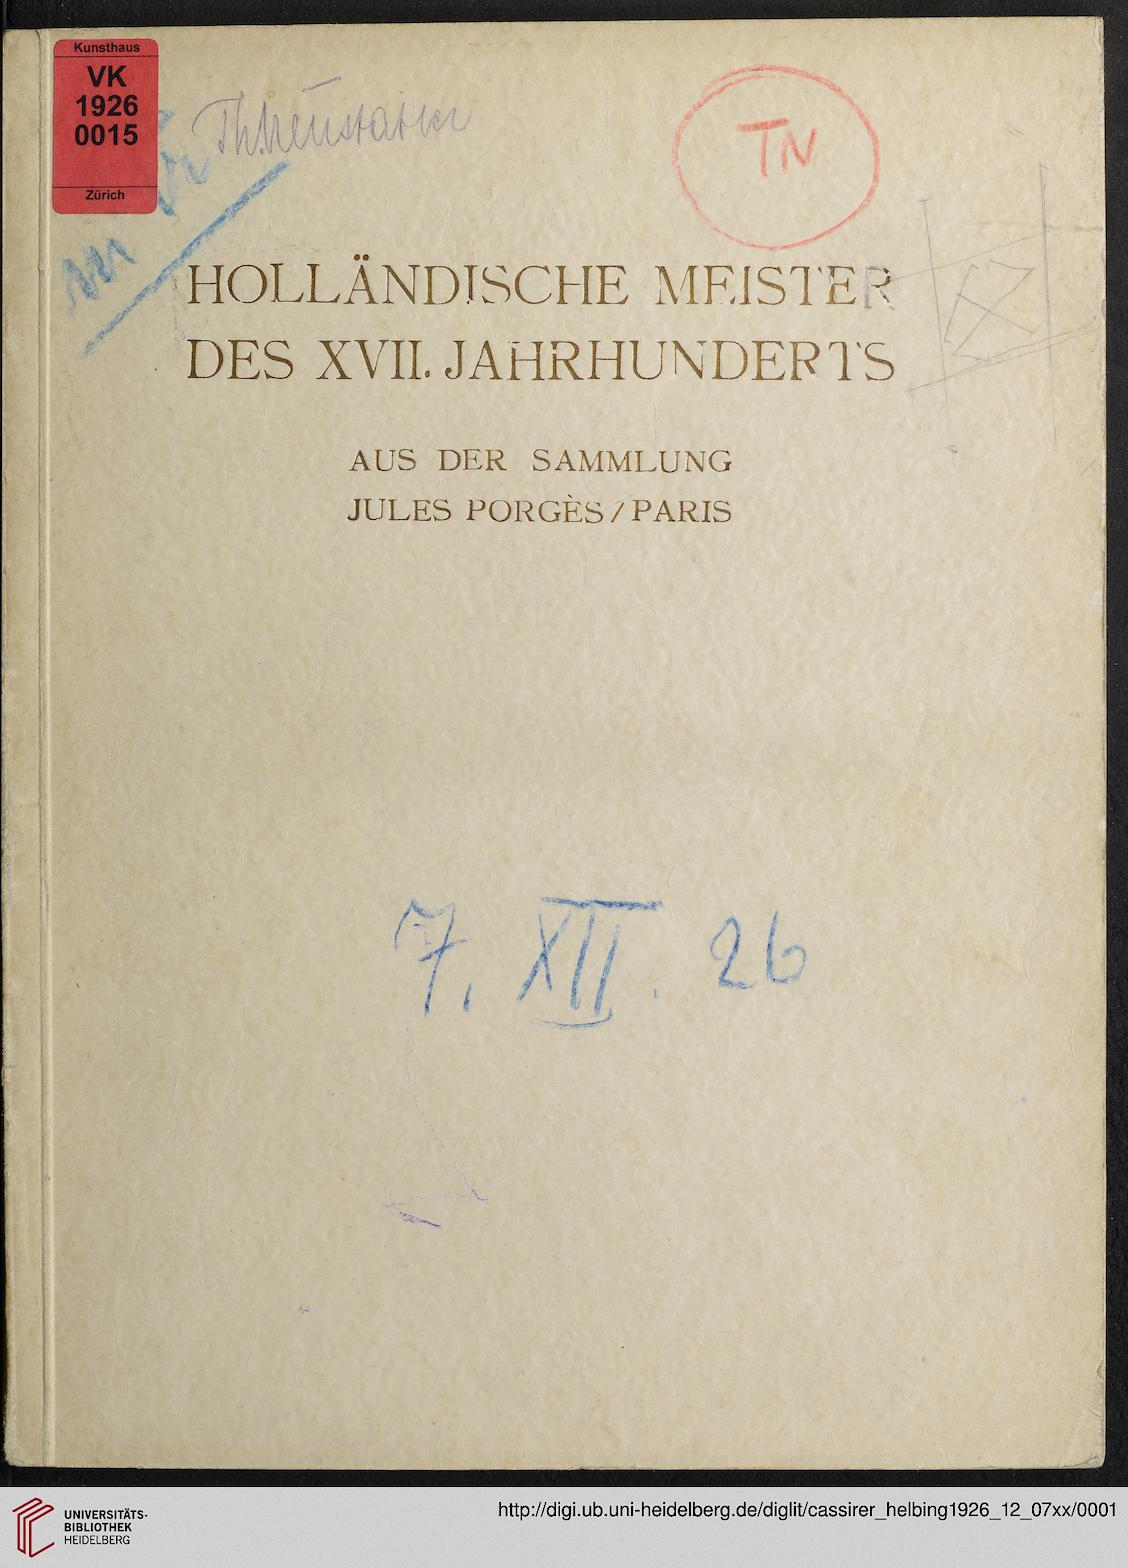 Kunsthaus
VK
1926
0015
Zürich
TN
HOLLÄNDISCHE MEISTER
DES XVII. JAHRHUNDERTS
AUS DER SAMMLUNG
JULES PORGÈS / PARIS
7. XII. 26
UNIVERSITÄTS-
BIBLIOTHEK
HEIDELBERG
http://digi.ub.uni-heidelberg.de/diglit/cassirer_helbing1926_12_07xx/0001